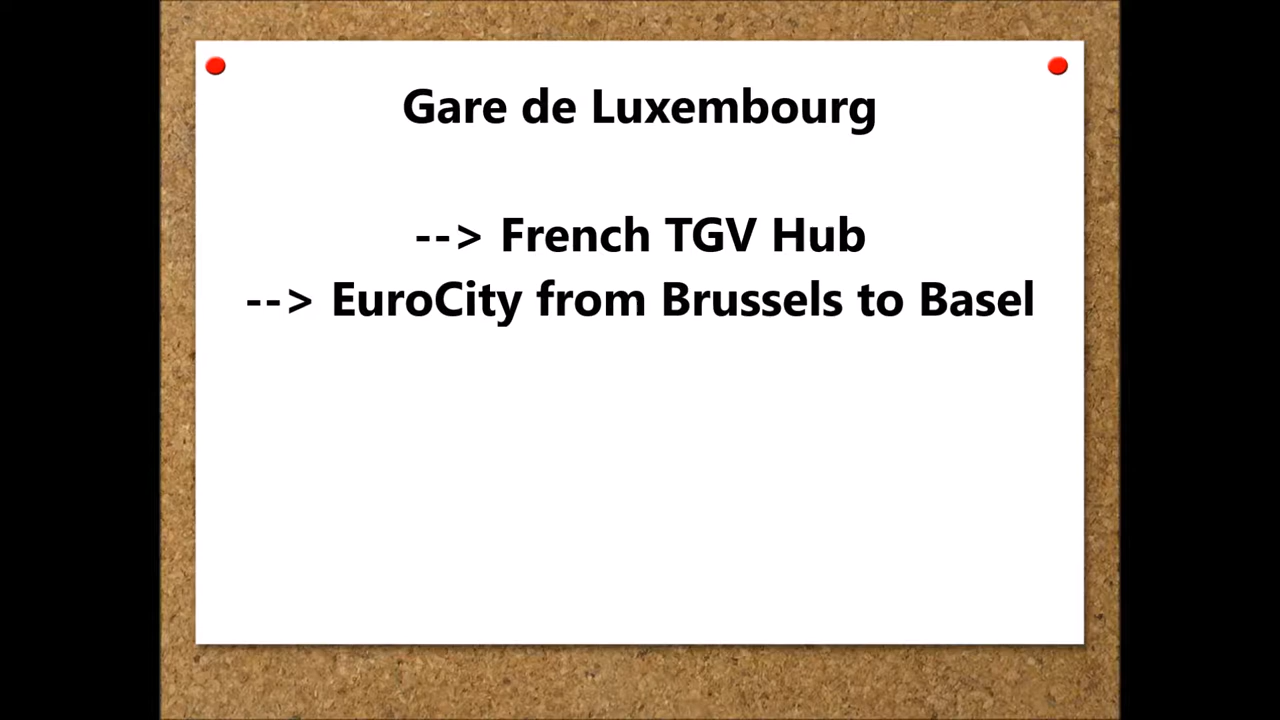 Gare de Luxembourg
--> French TGV Hub
--> EuroCity from Brussels to Basel